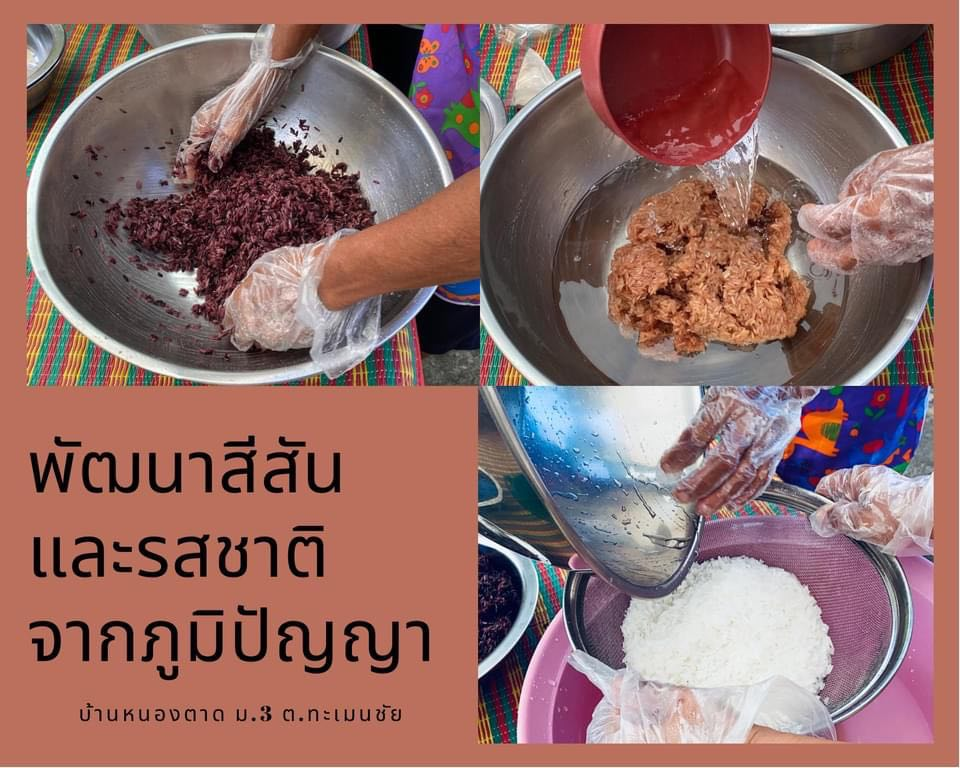 พัฒนาสีสัน
และรสชาติ
จากภูมิปัญญา
บ้านหนองตาด ม.3 ต.ทะเมนชัย